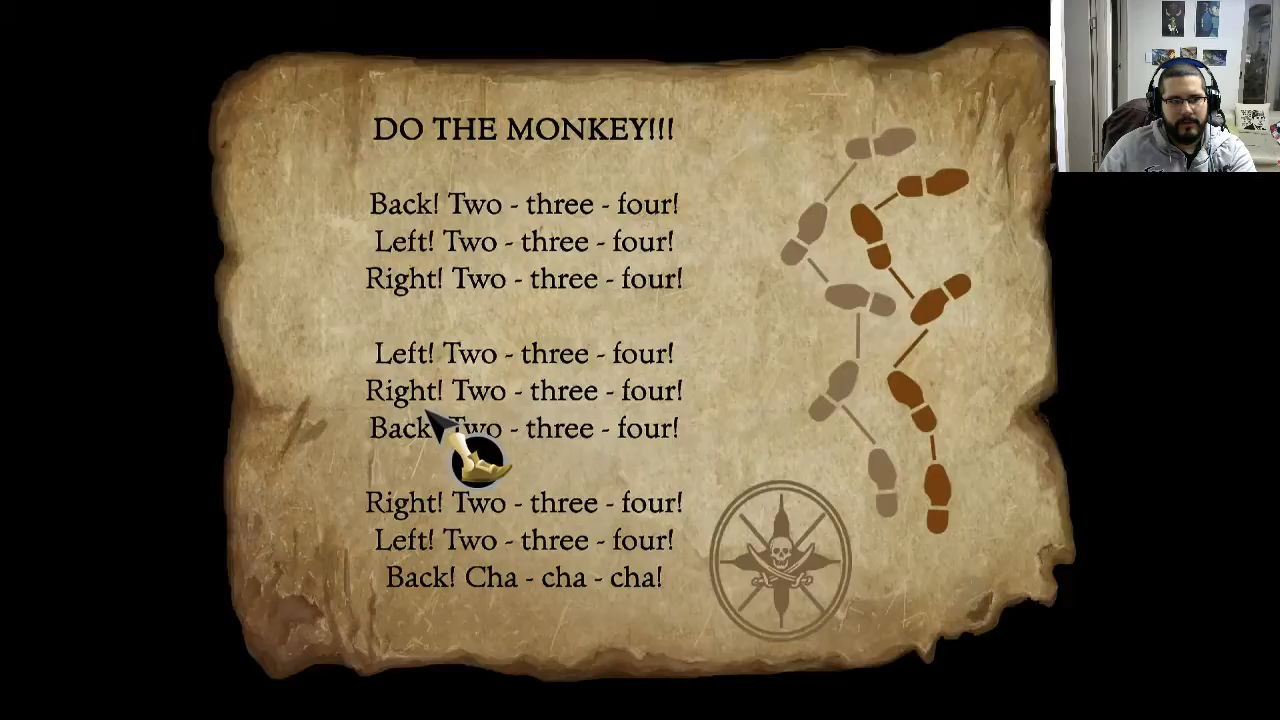 DO THE MONKEY!!!
Back! Two - three - four!
Left! Two - three - four!
Right! Two - three - four!
Left! Two - three - four!
Right! Two - three - four!
Back Two - three - four!
Right! Two - three - four!
Left! Two - three - four!
Back! Cha - cha - cha!